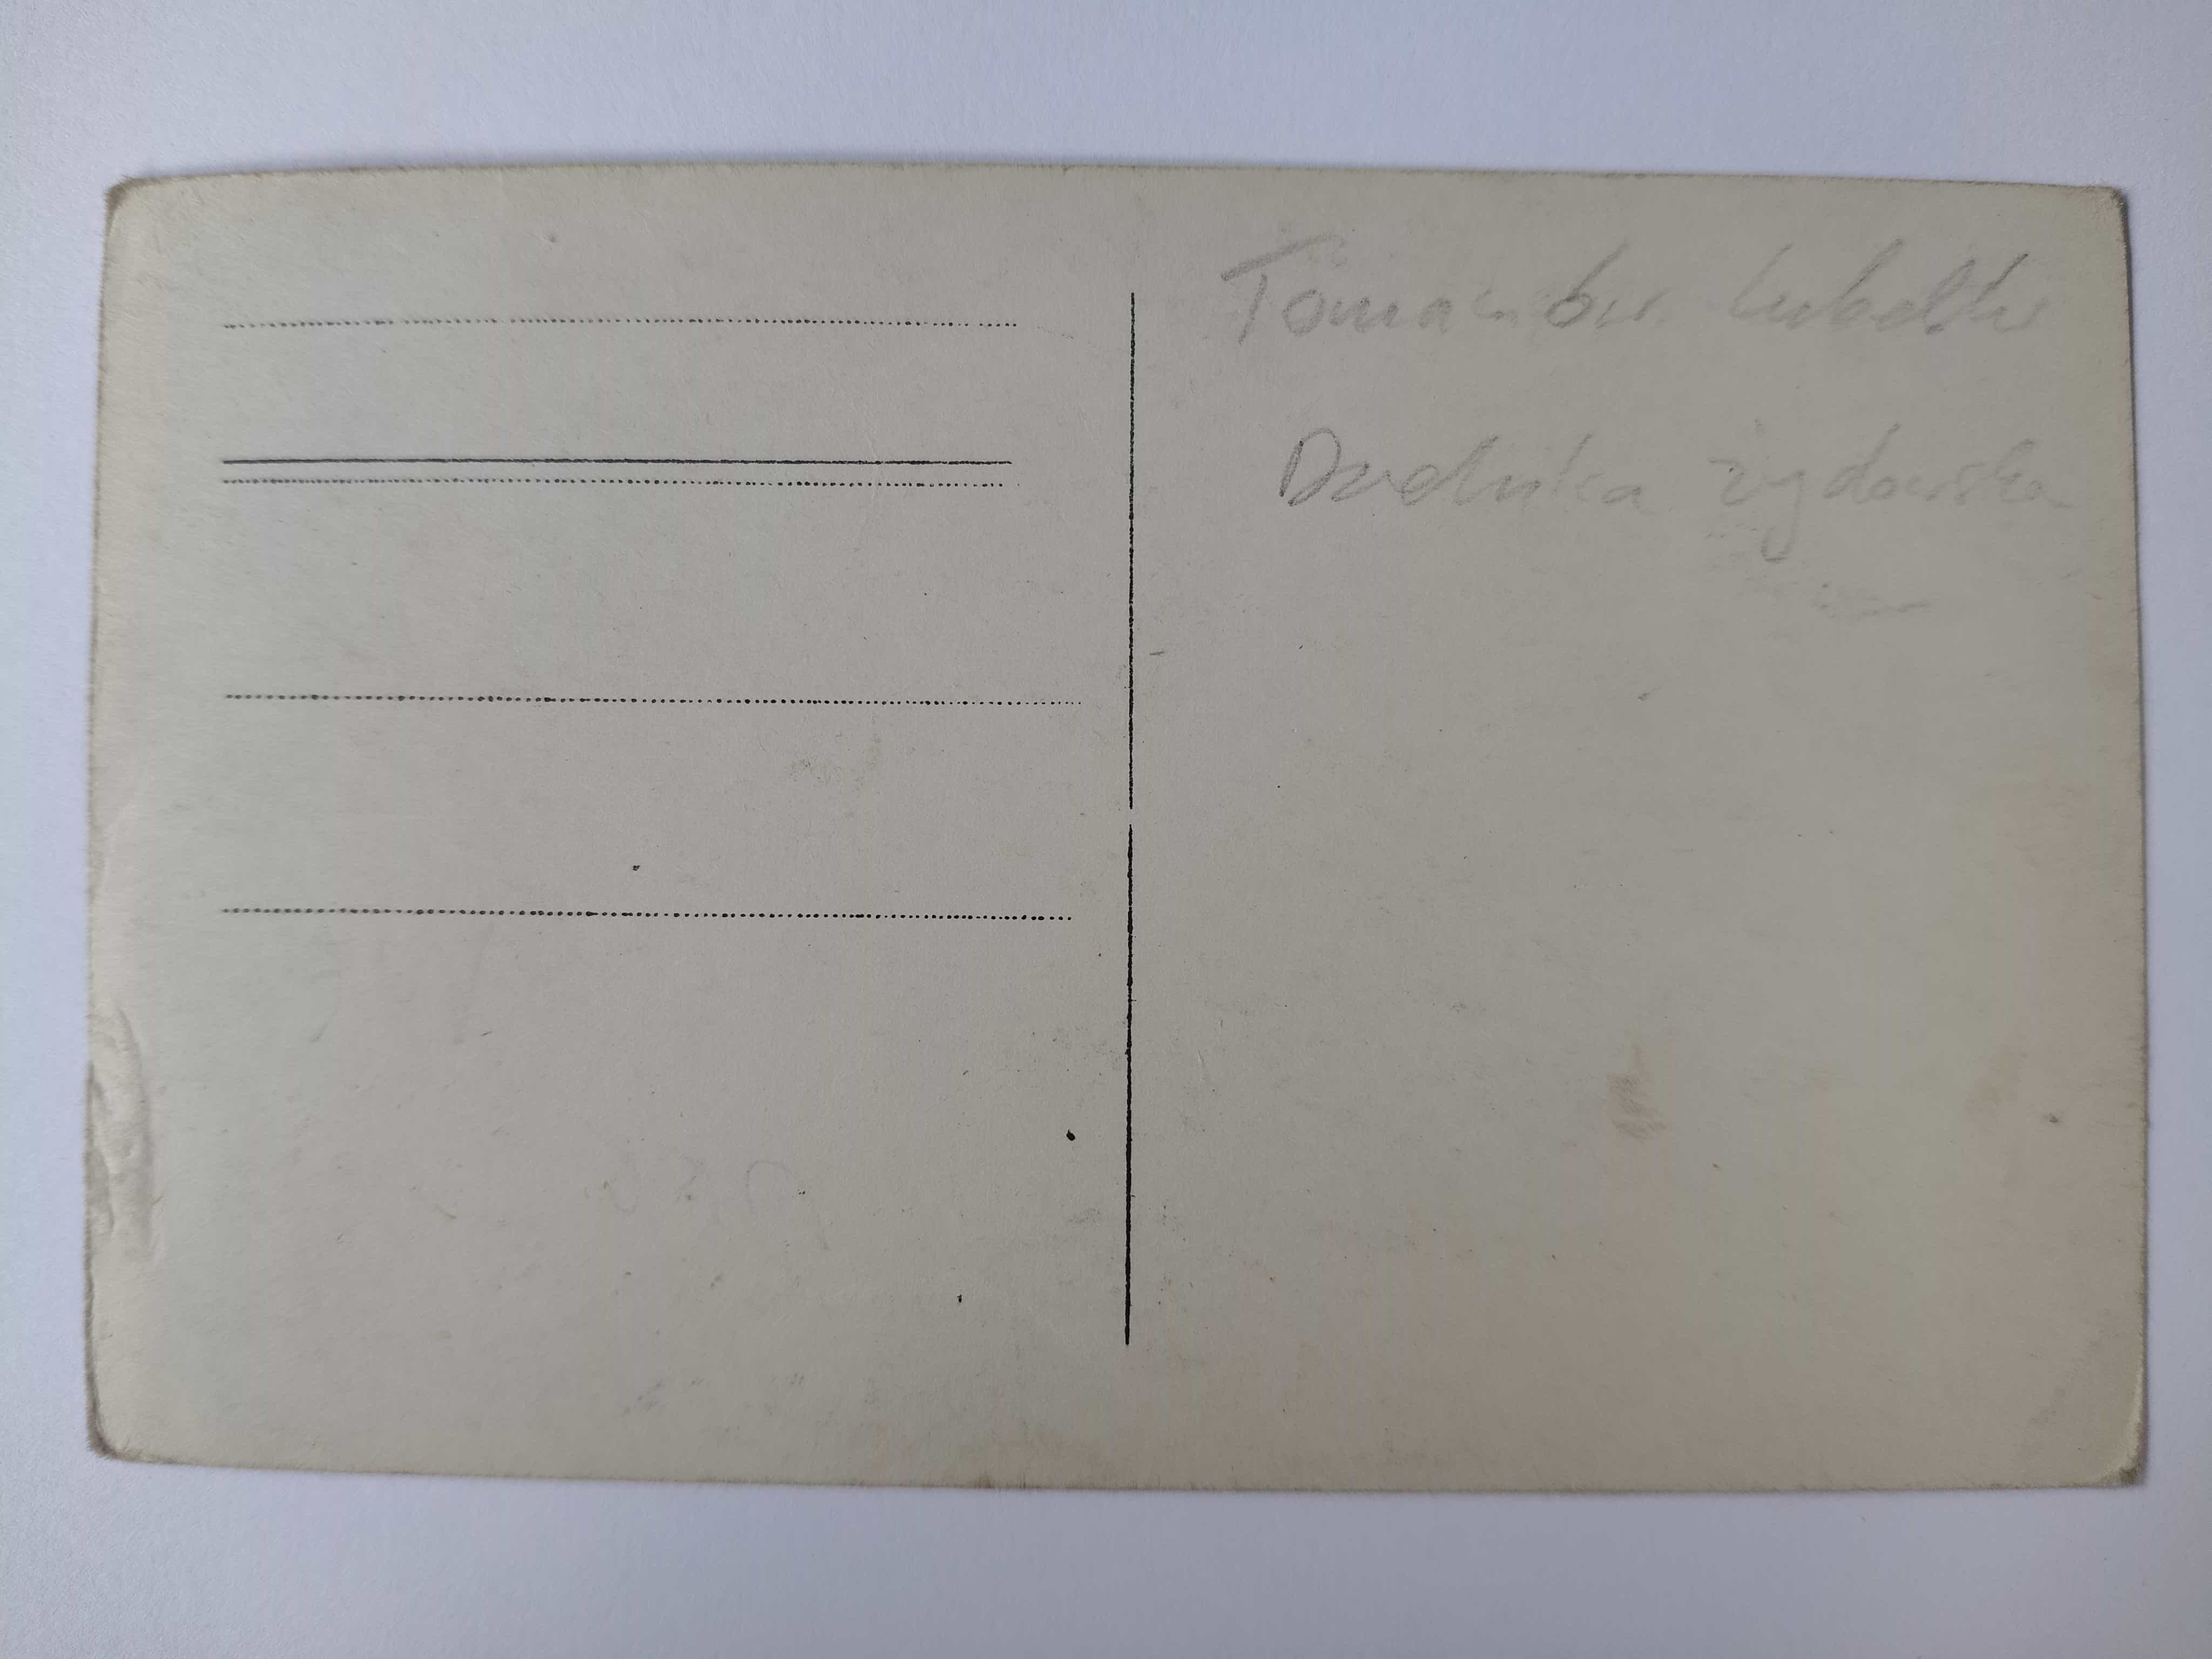 Tomaszów Lubelski
Dzielnica żydowska